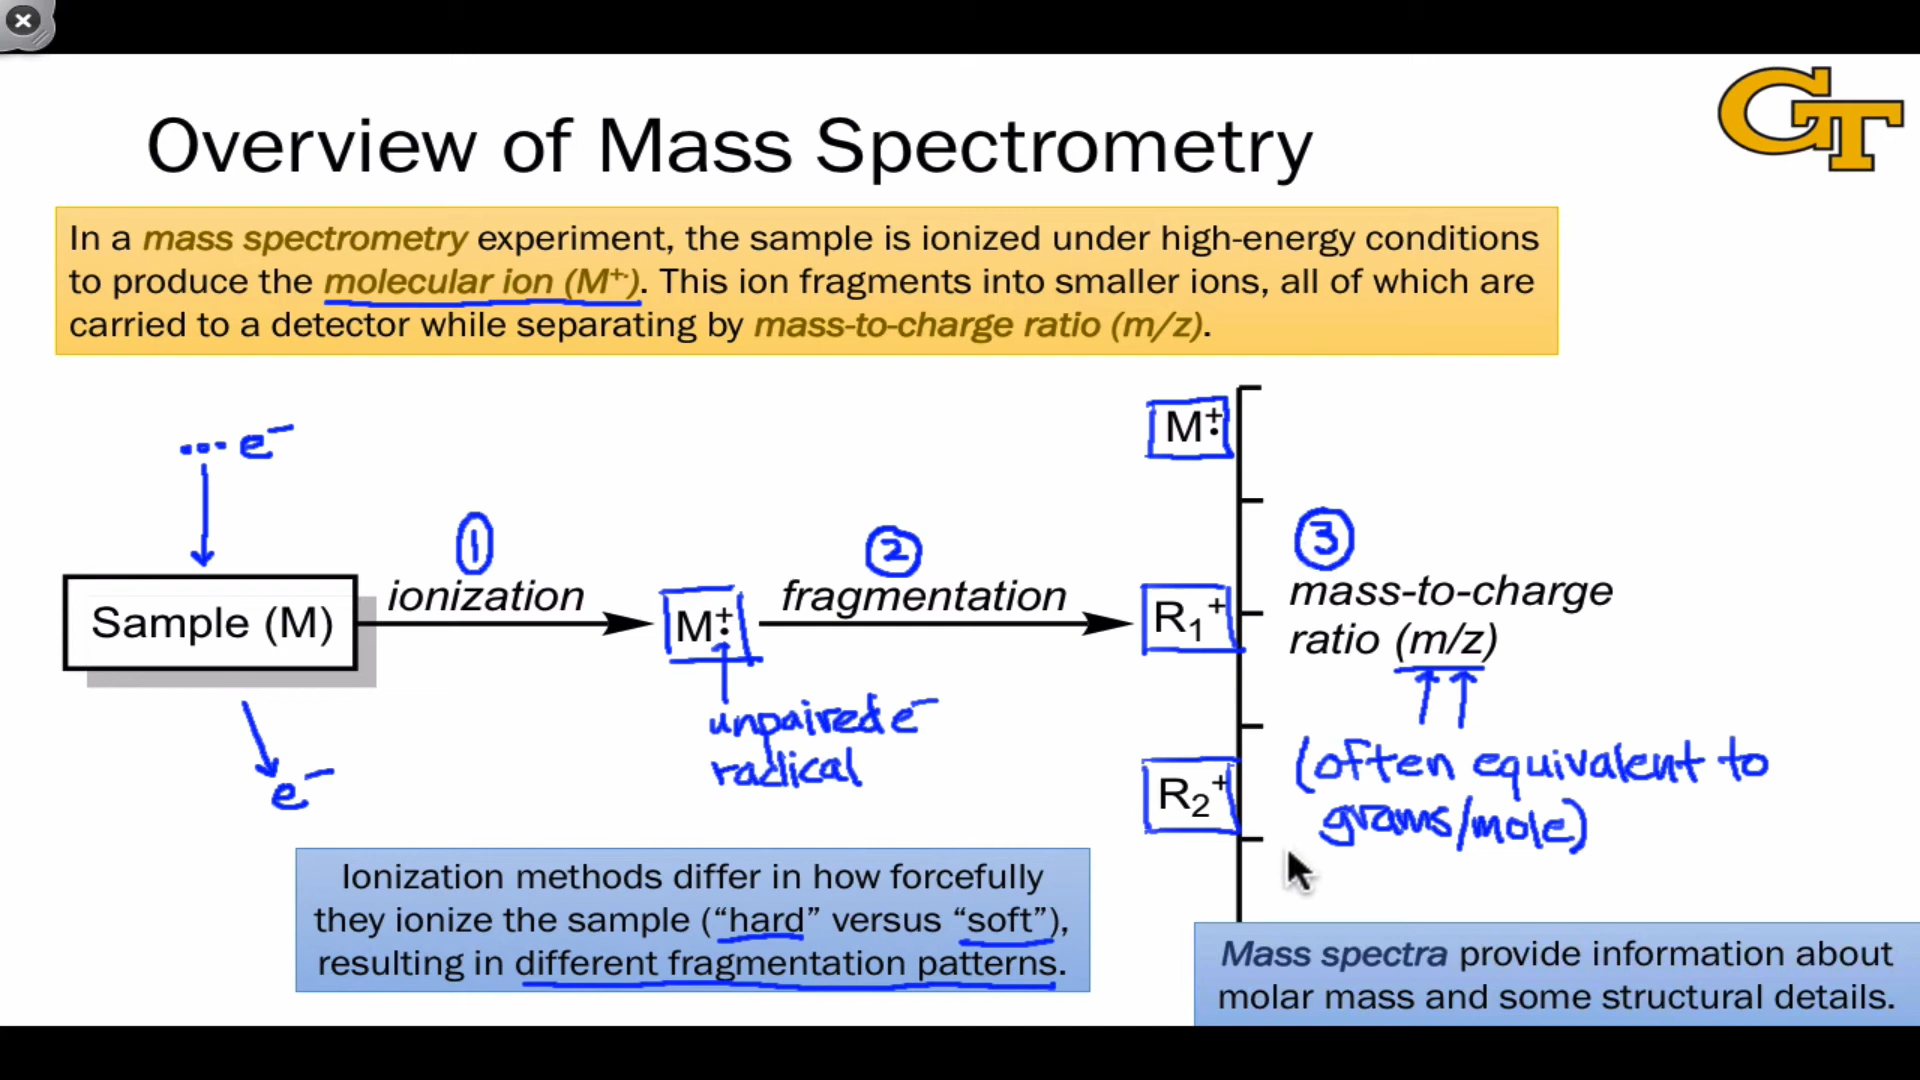 GT
Overview of Mass Spectrometry
In a mass spectrometry experiment, the sample is ionized under high-energy conditions
to produce the molecular ion (M⁺·). This ion fragments into smaller ions, all of which are
carried to a detector while separating by mass-to-charge ratio (m/z).
e⁻
①
ionization
Sample (M)
e⁻
M⁺·
unpaired e⁻
radical
②
fragmentation
M⁺·
R₁⁺
R₂⁺
③
mass-to-charge
ratio (m/z)
(often equivalent to
grams/mole)
Ionization methods differ in how forcefully
they ionize the sample (“hard” versus “soft”),
resulting in different fragmentation patterns.
Mass spectra provide information about
molar mass and some structural details.